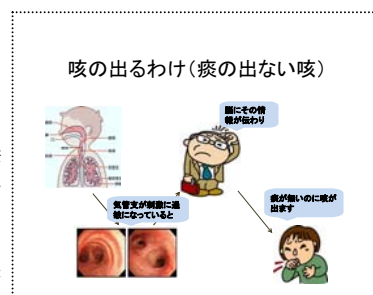 咳の出るわけ(痰の出ない咳)
脳にその情
報が伝わり
気管支が刺激に過
敏になっていると
痰が無いのに咳が
出ます